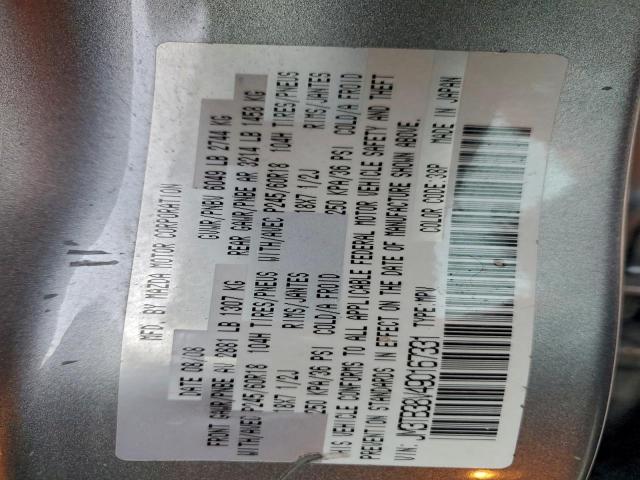 MFD. BY MAZDA MOTOR CORPORATION
DATE 08/08 GVWR/PNBV 6049 LB 2744 KG
FRONT GAWR/PNBE AV 2881 LB 1307 KG REAR GAWR/PNBE AR 3214 LB 1458 KG
WITH/AVEC P245/60R18 104H TIRES/PNEUS WITH/AVEC P245/60R18 104H TIRES/PNEUS
18X7 1/2J RIMS/JANTES 18X7 1/2J RIMS/JANTES
250 KPA/36 PSI COLD/A FROID 250 KPA/36 PSI COLD/A FROID
THIS VEHICLE CONFORMS TO ALL APPLICABLE FEDERAL MOTOR VEHICLE SAFETY AND THEFT
PREVENTION STANDARDS IN EFFECT ON THE DATE OF MANUFACTURE SHOWN ABOVE.
VIN: JM3TB38V490167331 TYPE:MPV COLOR CODE:38P MADE IN JAPAN